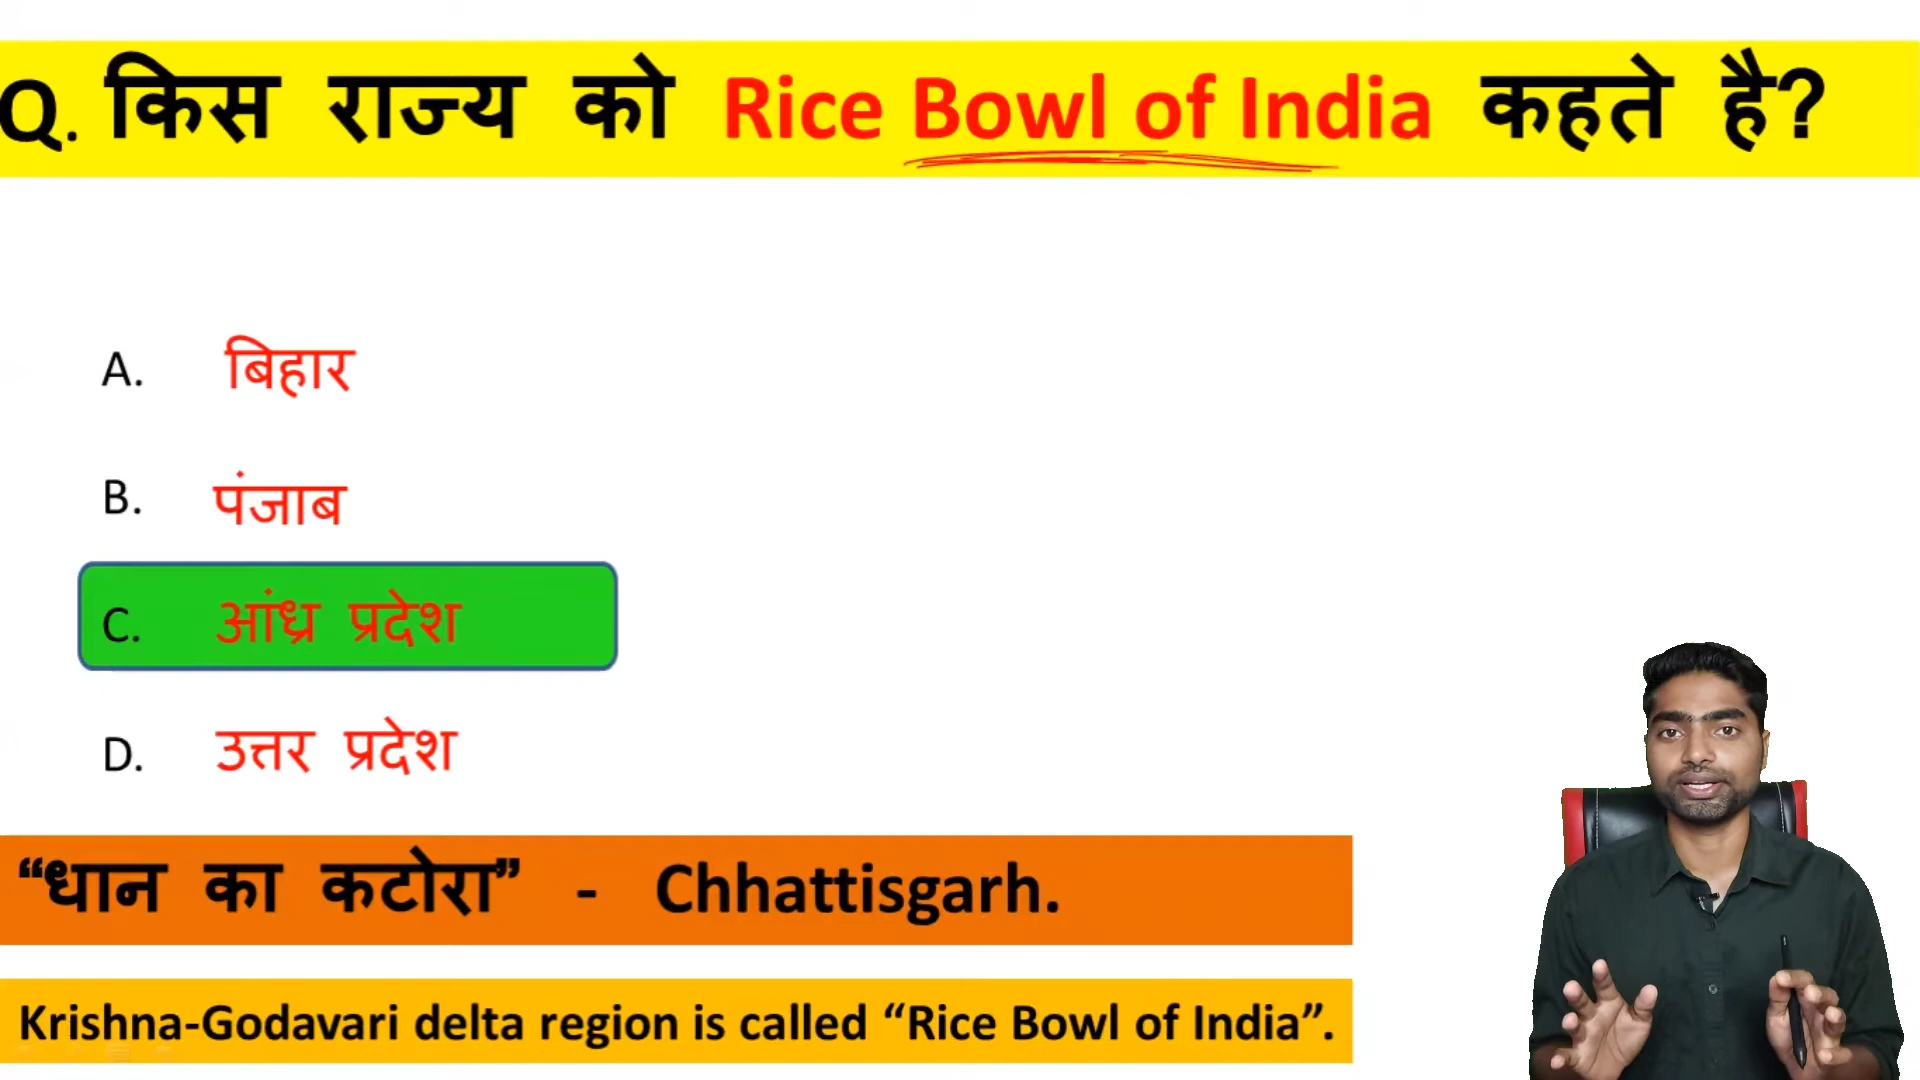 Q. किस राज्य को Rice Bowl of India कहते है?
A. बिहार
B. पंजाब
C. आंध्र प्रदेश
D. उत्तर प्रदेश
“धान का कटोरा” - Chhattisgarh.
Krishna-Godavari delta region is called “Rice Bowl of India”.